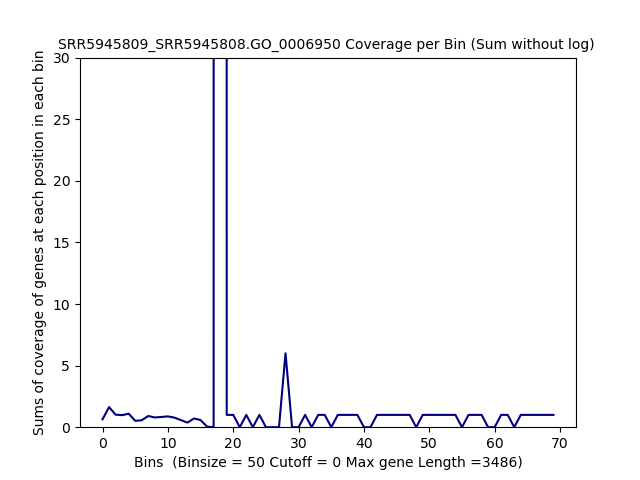 SRR5945809_SRR5945808.GO_0006950 Coverage per Bin (Sum without log)
Sums of coverage of genes at each position in each bin
30
25
20
15
10
5
0
0 10 20 30 40 50 60 70
Bins  (Binsize = 50 Cutoff = 0 Max gene Length =3486)